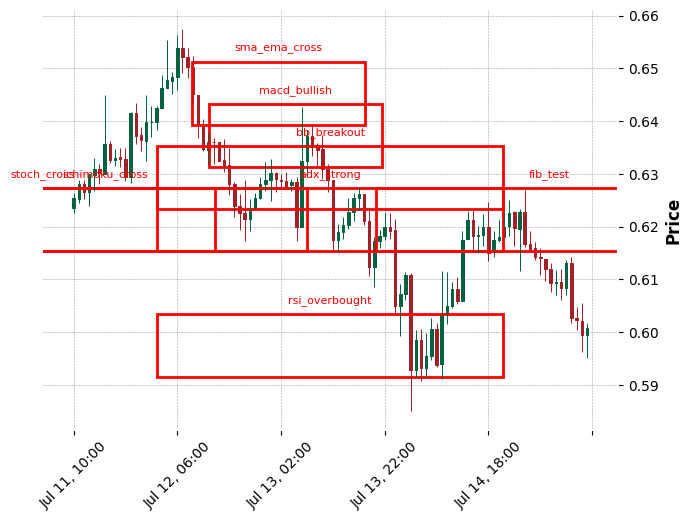 0.66
sma_ema_cross
0.65
macd_bullish
0.64
bb_breakout
stoch_cross
ichimoku_cross
adx_strong
fib_test
0.63
0.62
Price
0.61
rsi_overbought
0.60
0.59
Jul 11, 10:00
Jul 12, 06:00
Jul 13, 02:00
Jul 13, 22:00
Jul 14, 18:00